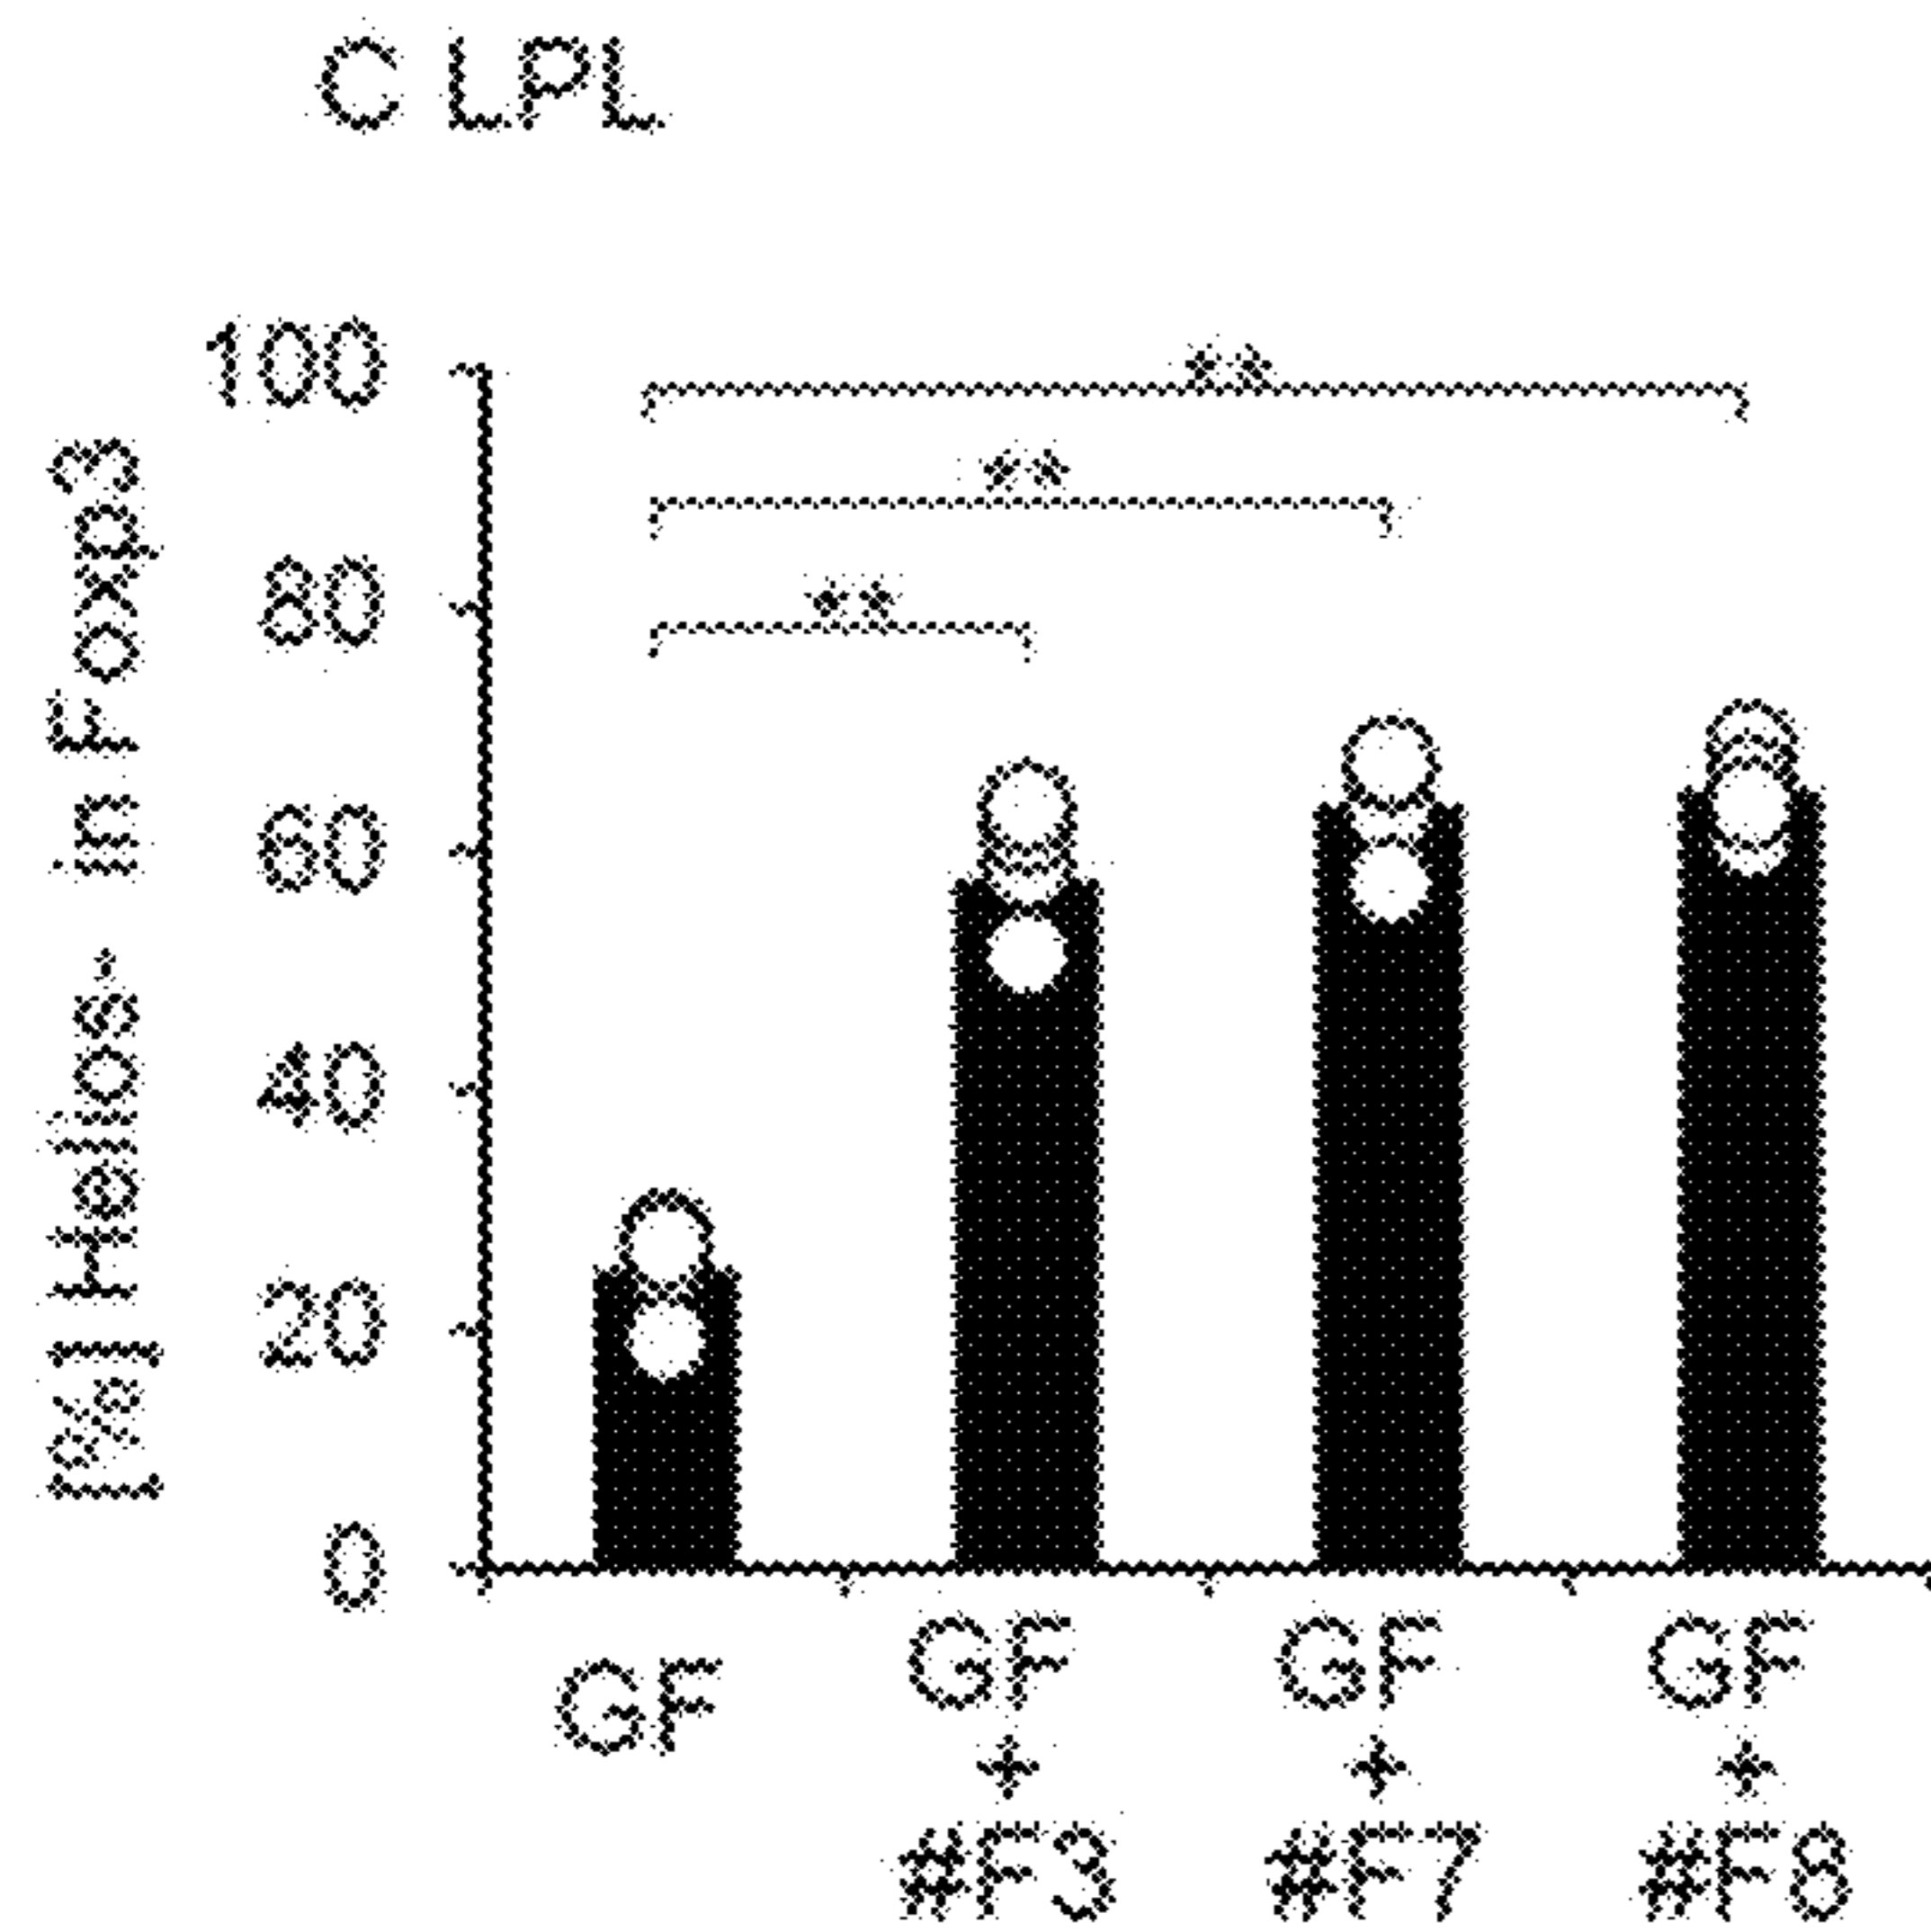 C LPL
[%] Helios- in Foxp3
100
80
60
40
20
0
**
**
**
GF
GF
+
#F3
GF
+
#F7
GF
+
#F8